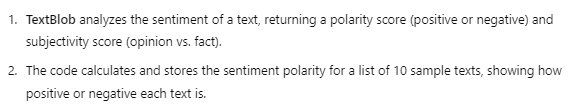 1. TextBlob analyzes the sentiment of a text, returning a polarity score (positive or negative) and
subjectivity score (opinion vs. fact).
2. The code calculates and stores the sentiment polarity for a list of 10 sample texts, showing how
positive or negative each text is.